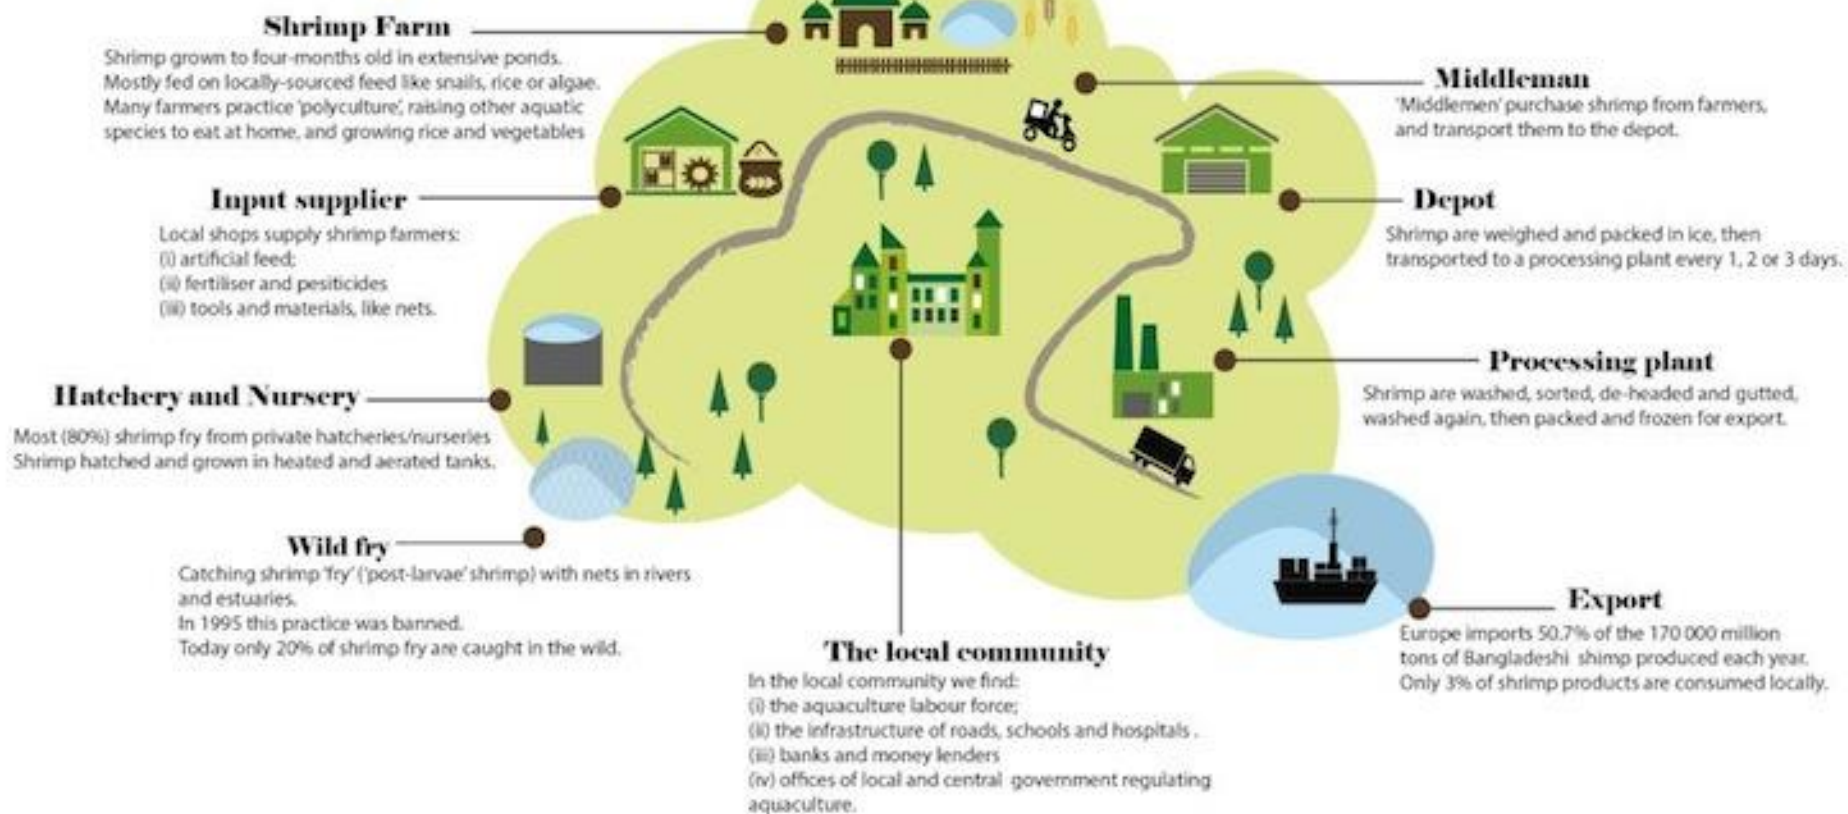 Shrimp Farm
Shrimp grown to four-months old in extensive ponds.
Mostly fed on locally-sourced feed like snails, rice or algae.
Many farmers practice 'polyculture', raising other aquatic
species to eat at home, and growing rice and vegetables
Input supplier
Local shops supply shrimp farmers:
(i) artificial feed;
(ii) fertiliser and pesiticides
(iii) tools and materials, like nets.
Hatchery and Nursery
Most (80%) shrimp fry from private hatcheries/nurseries
Shrimp hatched and grown in heated and aerated tanks.
Wild fry
Catching shrimp 'fry' ('post-larvae' shrimp) with nets in rivers
and estuaries.
In 1995 this practice was banned.
Today only 20% of shrimp fry are caught in the wild.
The local community
In the local community we find:
(i) the aquaculture labour force;
(ii) the infrastructure of roads, schools and hospitals .
(iii) banks and money lenders
(iv) offices of local and central government regulating
aquaculture.
Middleman
'Middlemen' purchase shrimp from farmers,
and transport them to the depot.
Depot
Shrimp are weighed and packed in ice, then
transported to a processing plant every 1, 2 or 3 days.
Processing plant
Shrimp are washed, sorted, de-headed and gutted,
washed again, then packed and frozen for export.
Export
Europe imports 50.7% of the 170 000 million
tons of Bangladeshi shimp produced each year.
Only 3% of shrimp products are consumed locally.